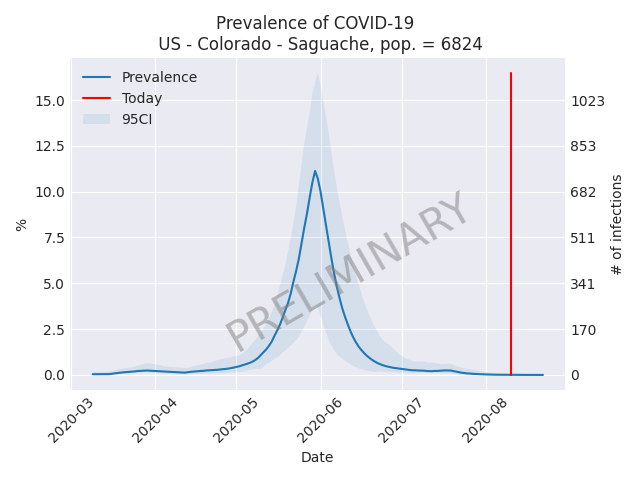 Prevalence of COVID-19
US - Colorado - Saguache, pop. = 6824
Prevalence
Today
95CI
PRELIMINARY
%
15.0
12.5
10.0
7.5
5.0
2.5
0.0
1023
853
682
511
341
170
0
# of infections
2020-03
2020-04
2020-05
2020-06
2020-07
2020-08
Date